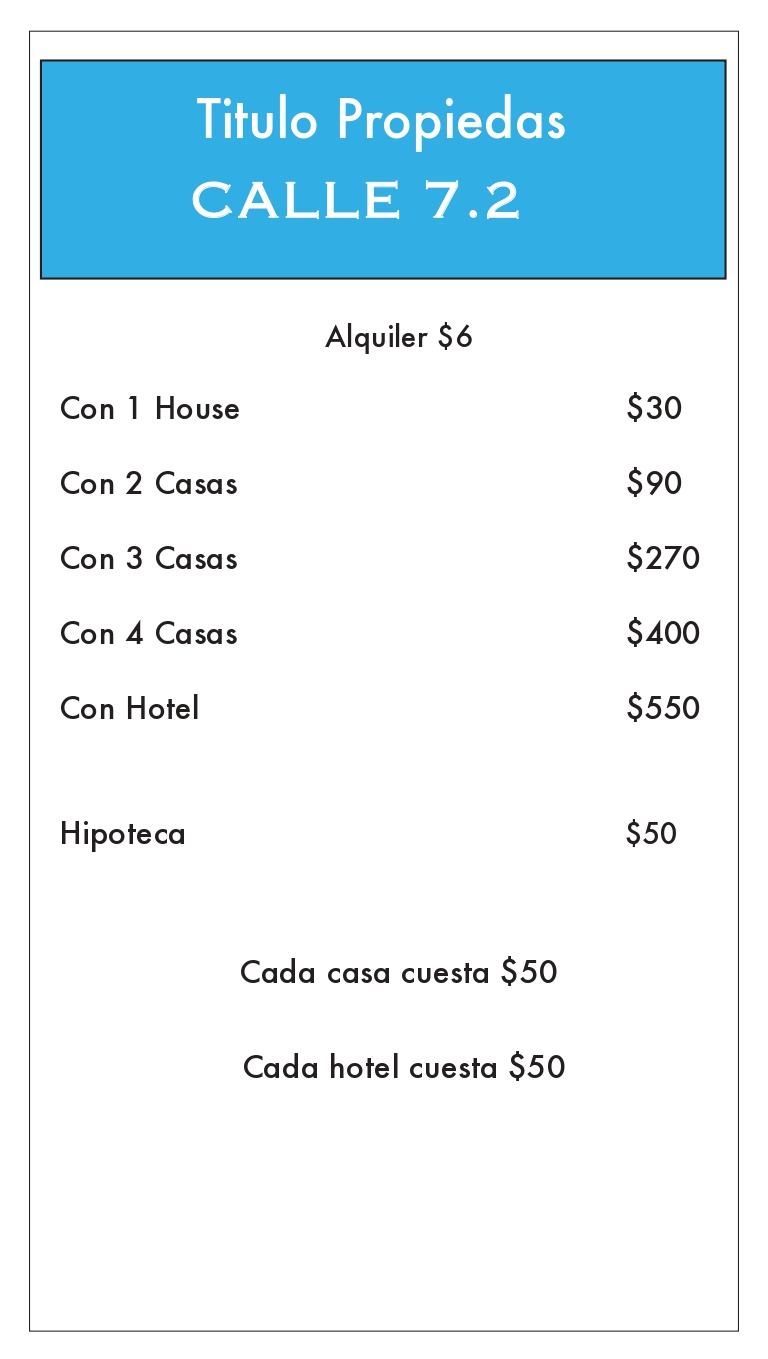 Titulo Propiedas
CALLE 7.2
Alquiler $6
Con 1 House $30
Con 2 Casas $90
Con 3 Casas $270
Con 4 Casas $400
Con Hotel $550
Hipoteca $50
Cada casa cuesta $50
Cada hotel cuesta $50